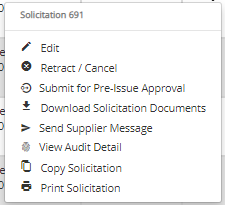 Solicitation 691
Edit
Retract / Cancel
Submit for Pre-Issue Approval
Download Solicitation Documents
Send Supplier Message
View Audit Detail
Copy Solicitation
Print Solicitation